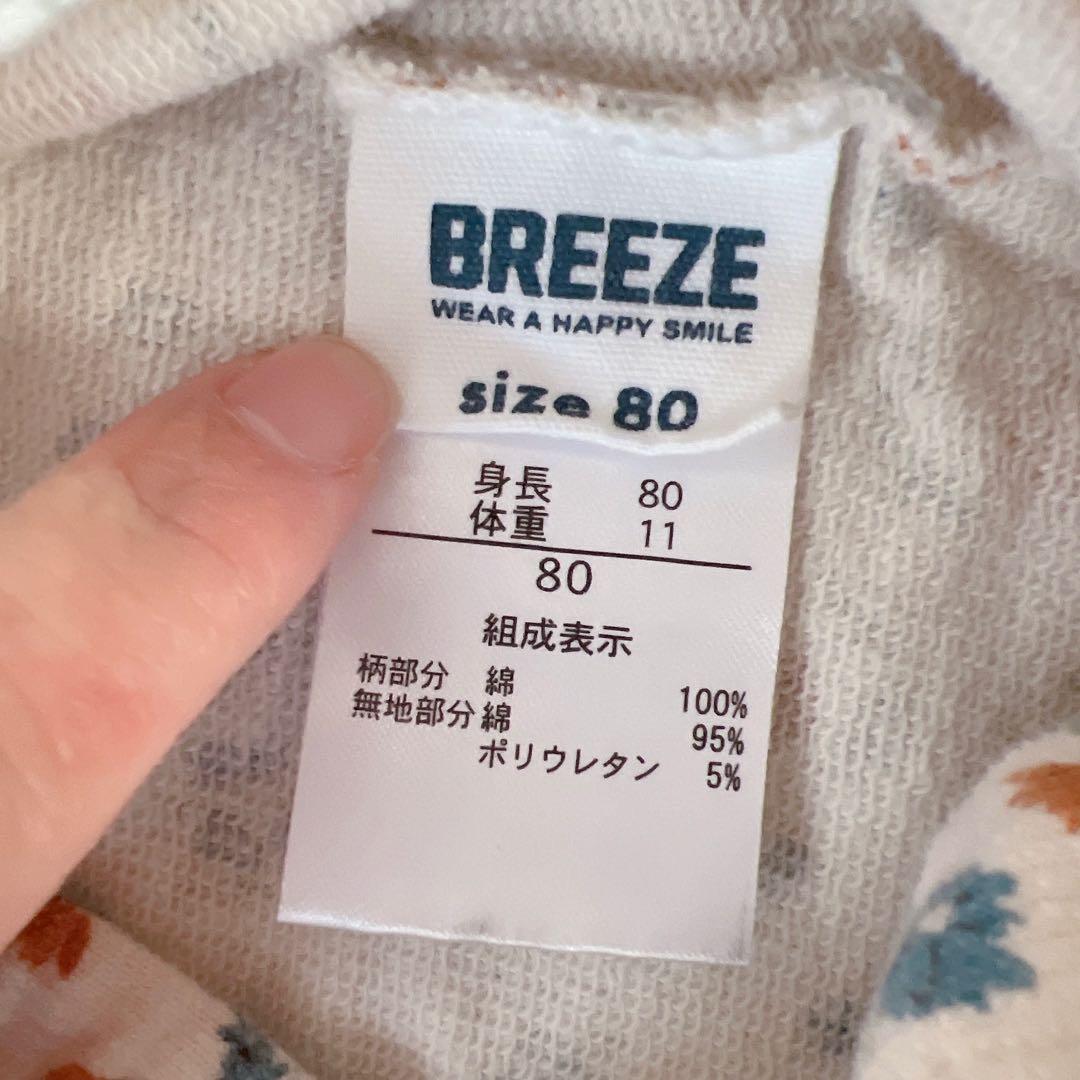 BREEZE
WEAR A HAPPY SMILE
size 80
身長 80
体重 11
80
組成表示
柄部分 綿 100%
無地部分 綿 95%
ポリウレタン 5%